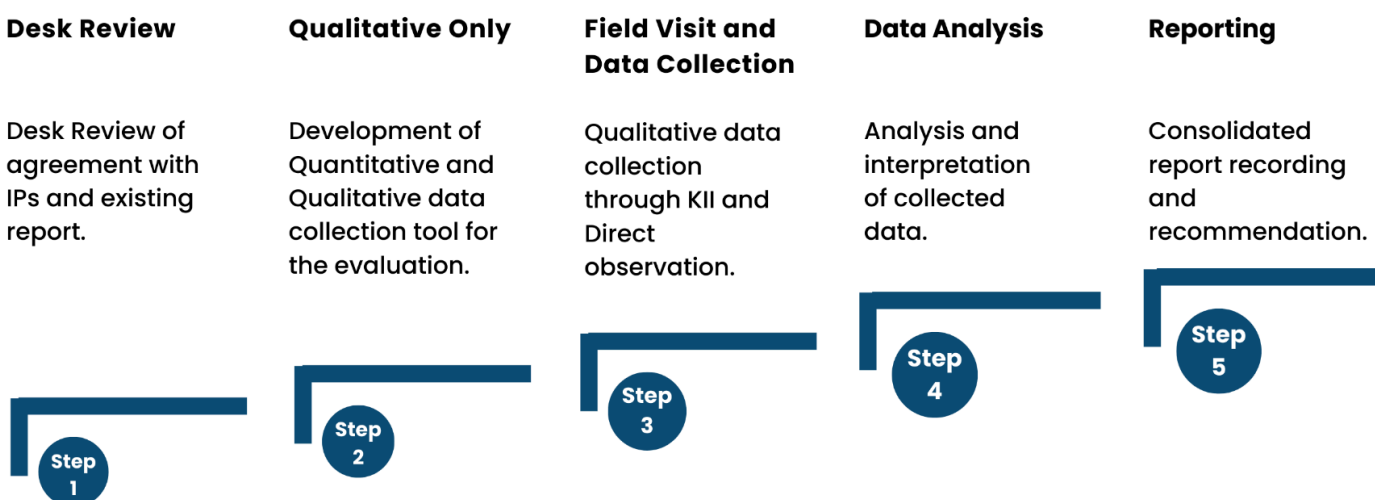 Desk Review
Desk Review of
agreement with
IPs and existing
report.
Step
1
Qualitative Only
Development of
Quantitative and
Qualitative data
collection tool for
the evaluation.
Step
2
Field Visit and
Data Collection
Qualitative data
collection
through KII and
Direct
observation.
Step
3
Data Analysis
Analysis and
interpretation
of collected
data.
Step
4
Reporting
Consolidated
report recording
and
recommendation.
Step
5